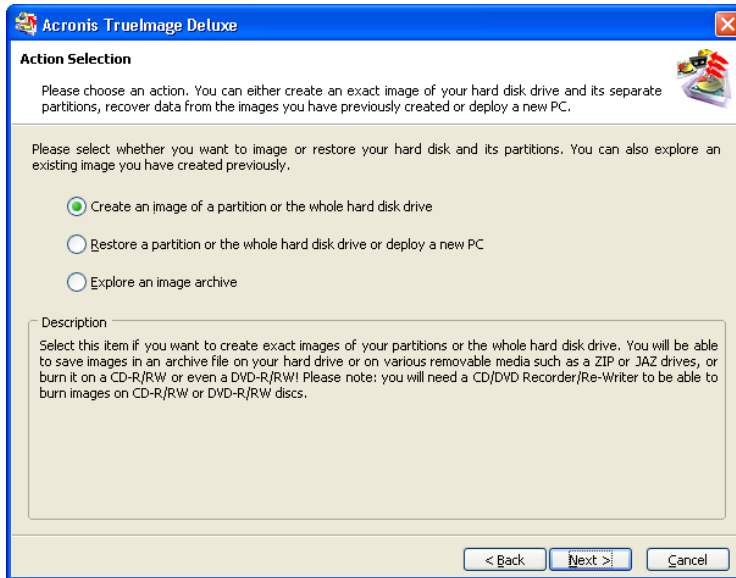 Acronis TrueImage Deluxe
Action Selection
Please choose an action. You can either create an exact image of your hard disk drive and its separate
partitions, recover data from the images you have previously created or deploy a new PC.
Please select whether you want to image or restore your hard disk and its partitions. You can also explore an
existing image you have created previously.
Create an image of a partition or the whole hard disk drive
Restore a partition or the whole hard disk drive or deploy a new PC
Explore an image archive
Description
Select this item if you want to create exact images of your partitions or the whole hard disk drive. You will be able
to save images in an archive file on your hard drive or on various removable media such as a ZIP or JAZ drives, or
burn it on a CD-R/RW or even a DVD-R/RW! Please note: you will need a CD/DVD Recorder/Re-Writer to be able to
burn images on CD-R/RW or DVD-R/RW discs.
< Back Next > Cancel